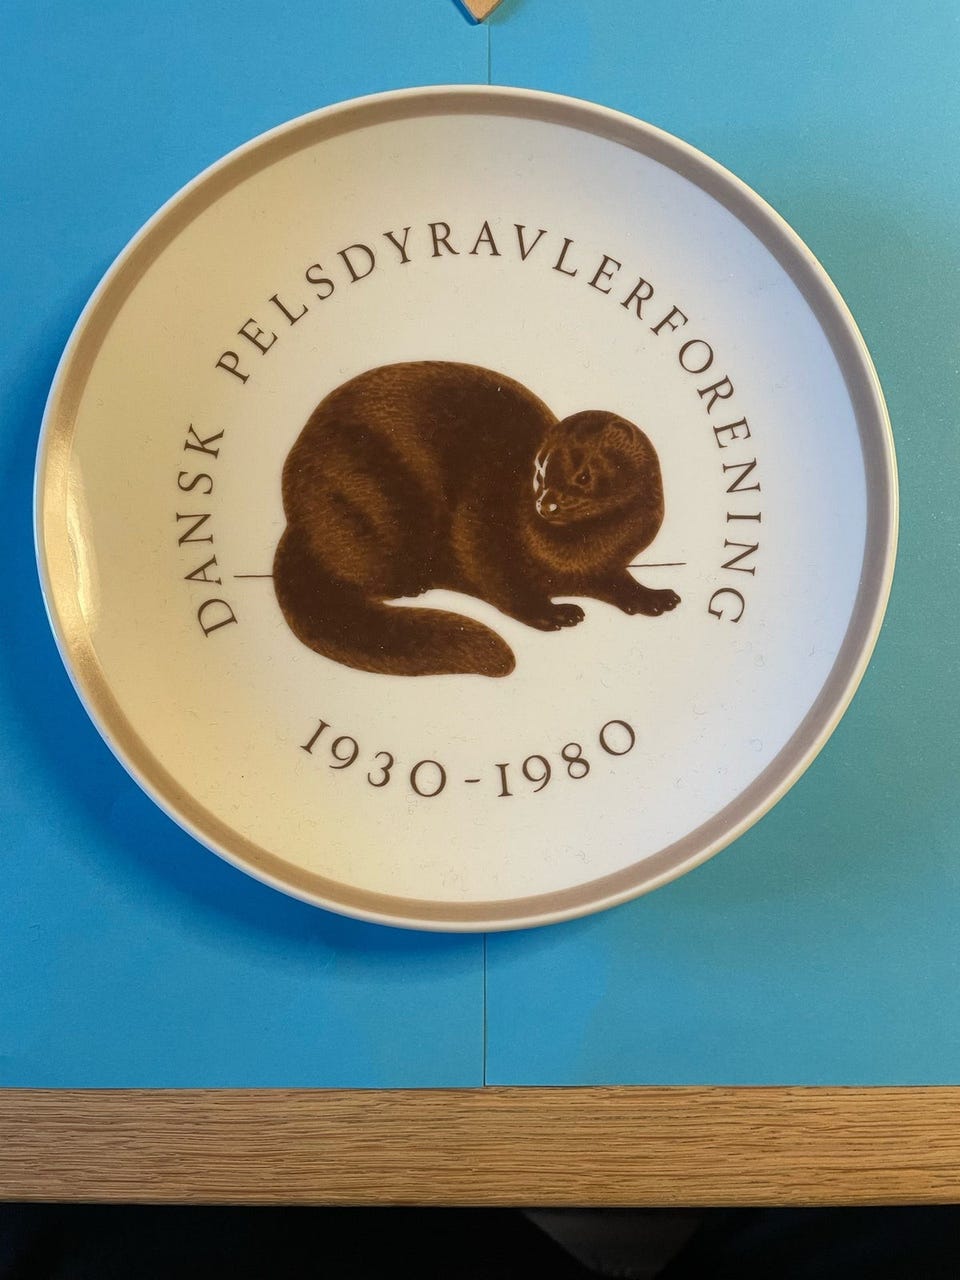 DANSK PELSDYRAVLERFORENING
1930-1980